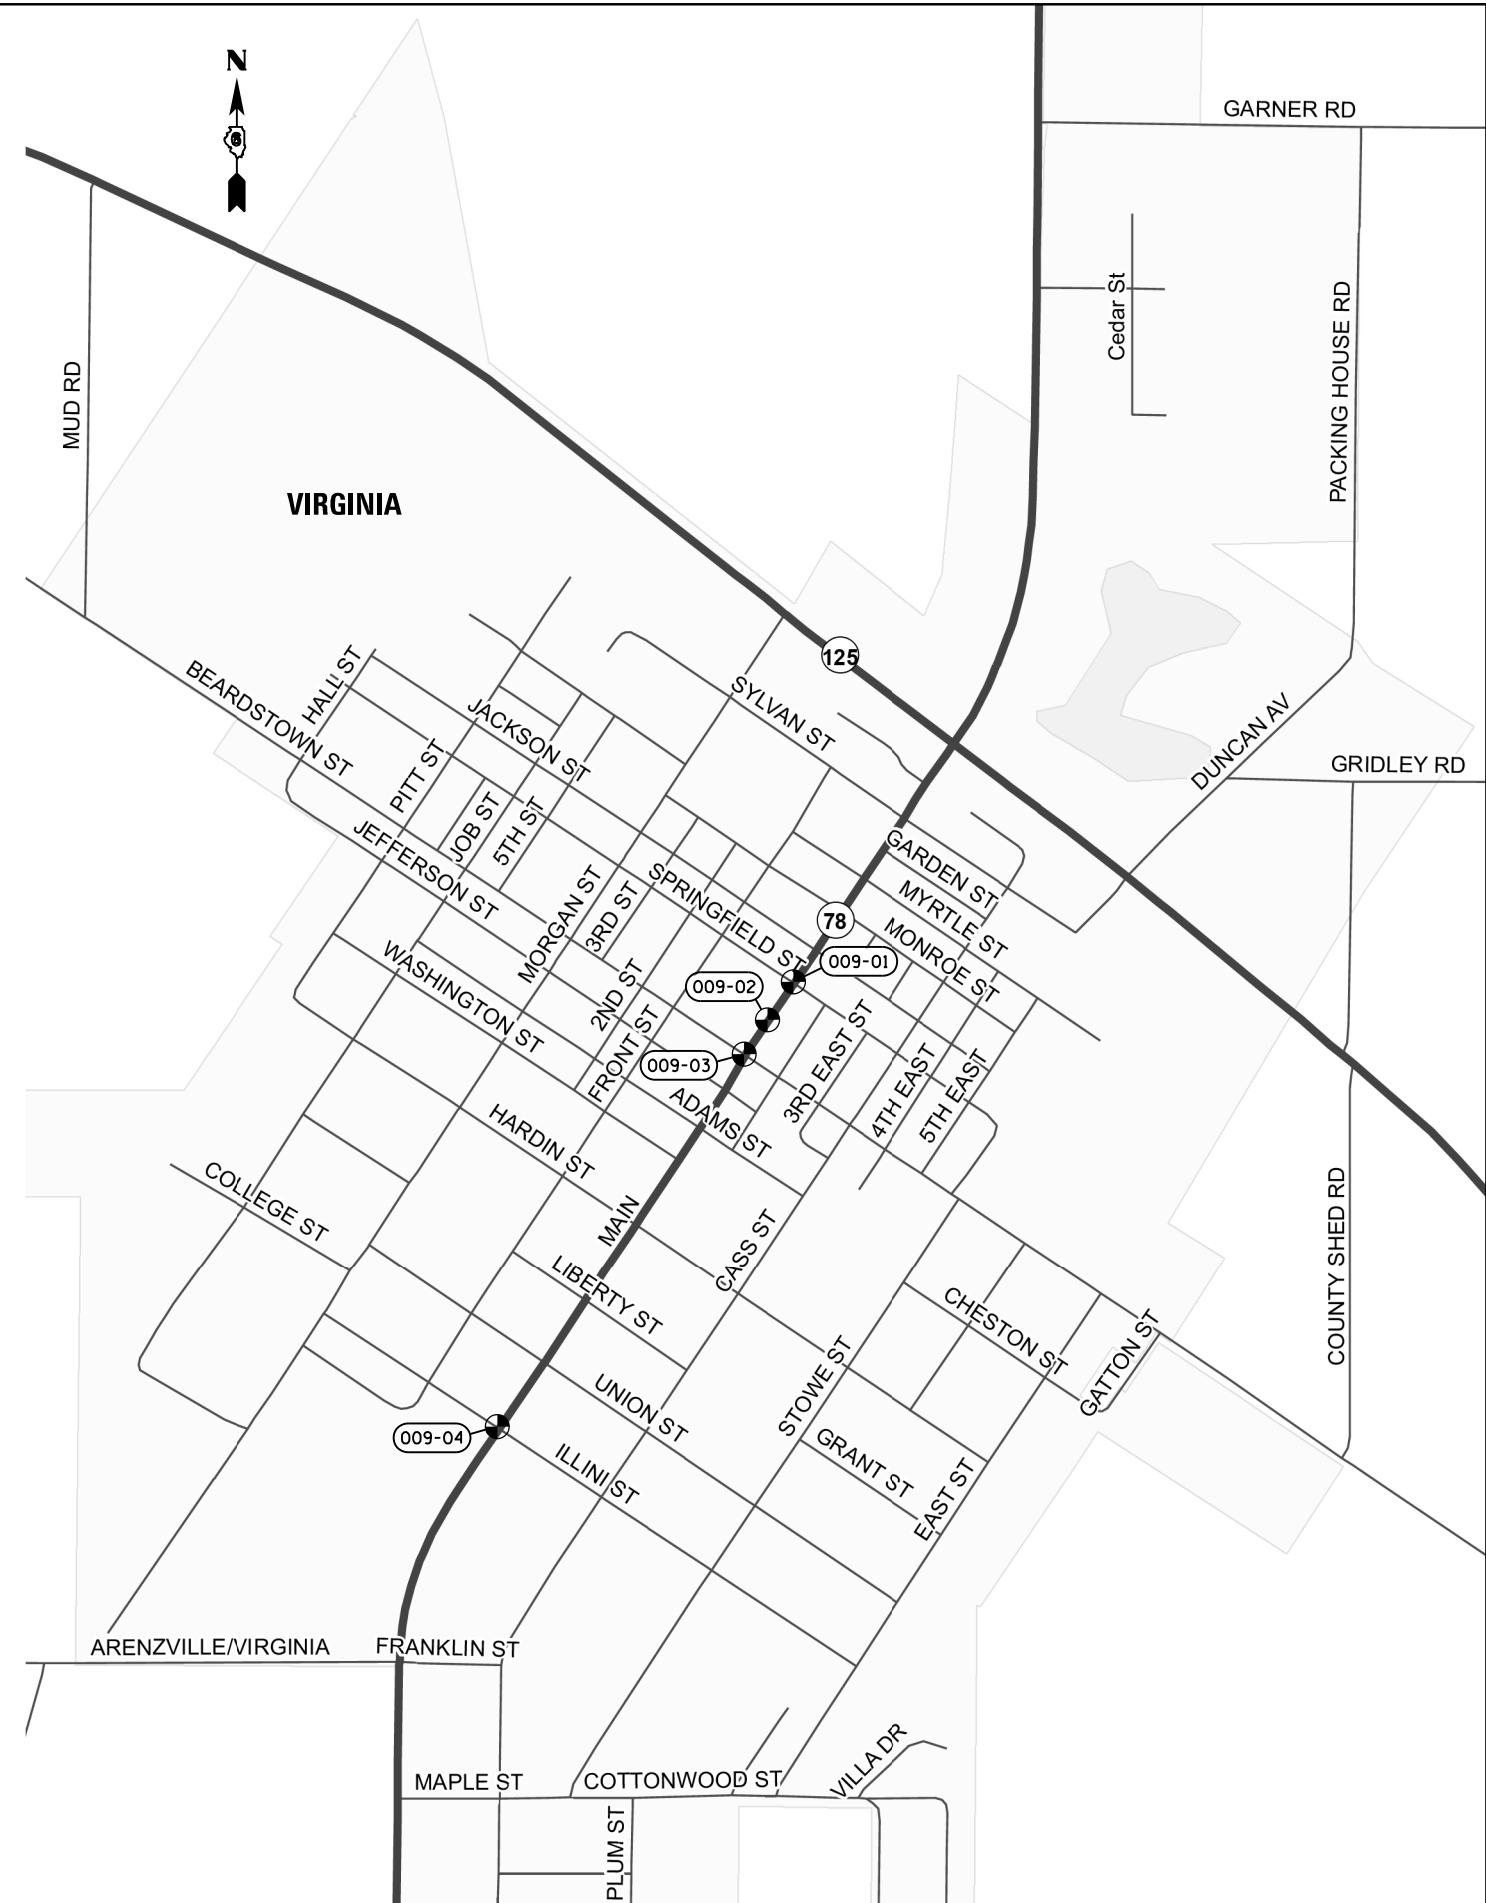 N
6
GARNER RD
Cedar St
PACKING HOUSE RD
MUD RD
VIRGINIA
125
HALL ST
BEARDSTOWN ST
SYLVAN ST
JACKSON ST
PITT ST
DUNCAN AV
GRIDLEY RD
JOB ST
5TH ST
JEFFERSON ST
GARDEN ST
MORGAN ST
3RD ST
SPRINGFIELD ST
78
MYRTLE ST
MONROE ST
WASHINGTON ST
009-01
009-02
2ND ST
FRONT ST
009-03
3RD EAST ST
4TH EAST
5TH EAST
ADAMS ST
HARDIN ST
COLLEGE ST
MAIN
CASS ST
COUNTY SHED RD
LIBERTY ST
CHESTON ST
GATTON ST
STOWE ST
UNION ST
009-04
GRANT ST
ILLINI ST
EAST ST
ARENZVILLE/VIRGINIA
FRANKLIN ST
VILLA DR
MAPLE ST
COTTONWOOD ST
PLUM ST